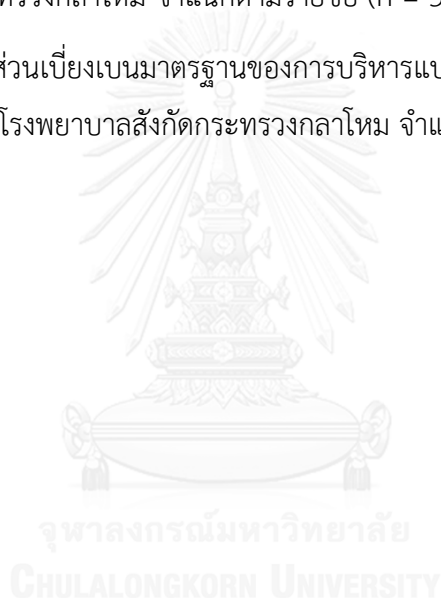 ทรวงกลาโหม จำแนกตามรายข้อ (n =
ส่วนเบี่ยงเบนมาตรฐานของการบริหารแบ
โรงพยาบาลสังกัดกระทรวงกลาโหม จำแ
จุฬาลงกรณ์มหาวิทยาลัย
CHULALONGKORN UNIVERSITY